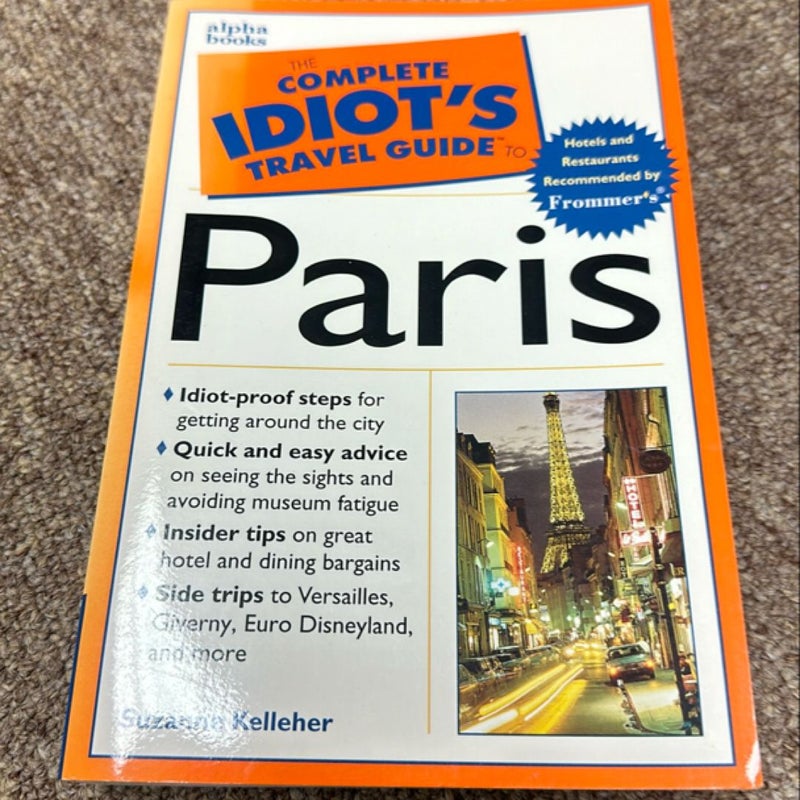 alpha
books
THE
COMPLETE
IDIOT'S
TRAVEL GUIDE™ TO
Hotels and
Restaurants
Recommended by
Frommer's®
Paris
♦ Idiot-proof steps for
getting around the city
♦ Quick and easy advice
on seeing the sights and
avoiding museum fatigue
♦ Insider tips on great
hotel and dining bargains
♦ Side trips to Versailles,
Giverny, Euro Disneyland,
and more
HOTEL
Suzanne Kelleher